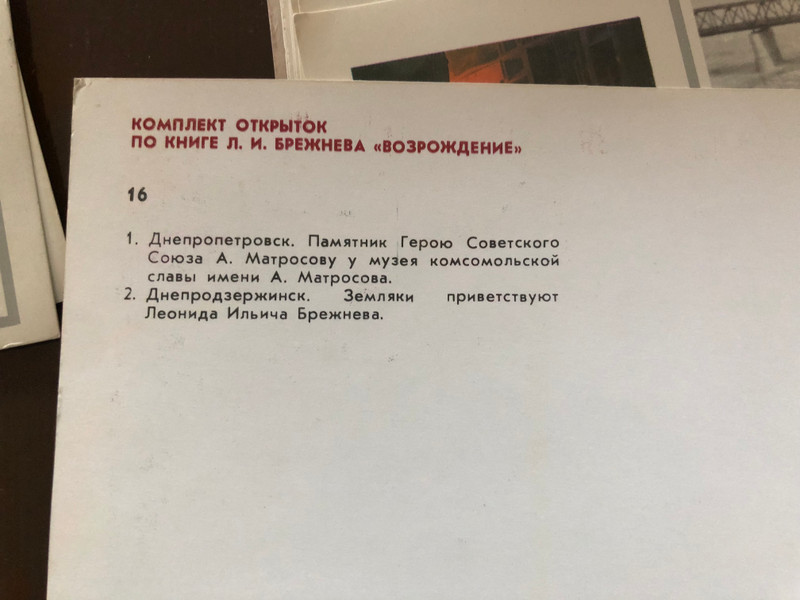 КОМПЛЕКТ ОТКРЫТОК
ПО КНИГЕ Л. И. БРЕЖНЕВА «ВОЗРОЖДЕНИЕ»
16
1. Днепропетровск. Памятник Герою Советского
Союза А. Матросову у музея комсомольской
славы имени А. Матросова.
2. Днепродзержинск. Земляки приветствуют
Леонида Ильича Брежнева.